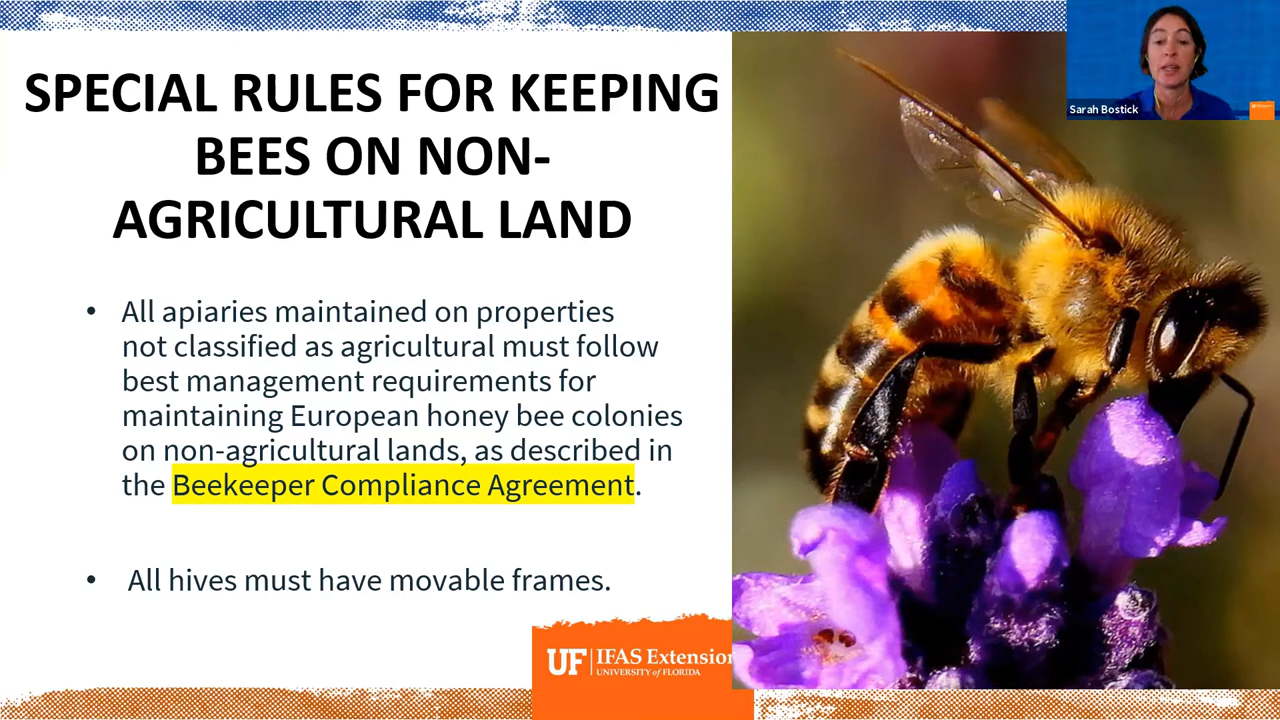 SPECIAL RULES FOR KEEPING
BEES ON NON-
AGRICULTURAL LAND
• All apiaries maintained on properties
not classified as agricultural must follow
best management requirements for
maintaining European honey bee colonies
on non-agricultural lands, as described in
the Beekeeper Compliance Agreement.
• All hives must have movable frames.
UF IFAS Extension
UNIVERSITY of FLORIDA
Sarah Bostick